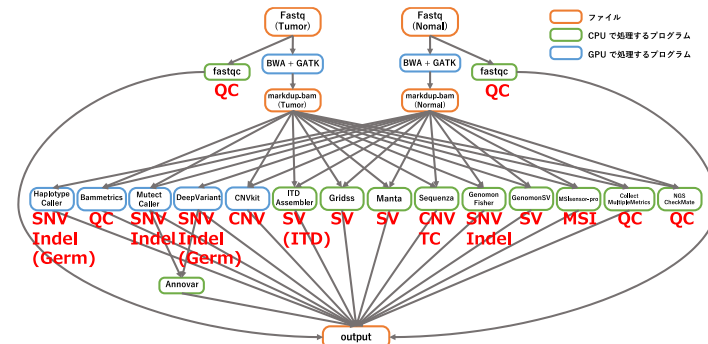 Fastq
(Tumor)
Fastq
(Nomal)
ファイル
CPU で処理するプログラム
GPU で処理するプログラム
BWA + GATK
BWA + GATK
fastqc
fastqc
QC
QC
markdup.bam
(Tumor)
markdup.bam
(Normal)
Haplotype
Caller
Bammetrics
Mutect
Caller
DeepVariant
CNVkit
ITD
Assembler
Gridss
Manta
Sequenza
Genomon
Fisher
GenomonSV
MSIsensor-pro
Collect
MultipleMetrics
NGS
CheckMate
SNV
Indel
(Germ)
QC
SNV
Indel
SNV
Indel
(Germ)
CNV
SV
(ITD)
SV
SV
CNV
TC
SNV
Indel
SV
MSI
QC
QC
Annovar
output